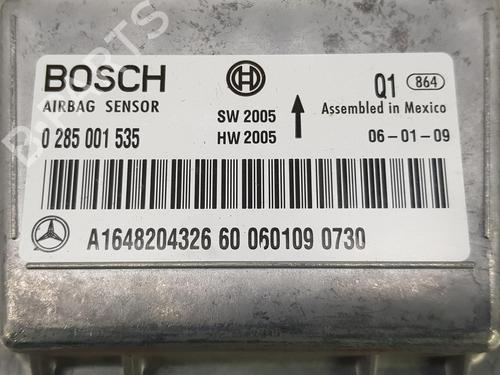 BOSCH
AIRBAG SENSOR
0 285 001 535
SW 2005
HW 2005
Q1 864
Assembled in Mexico
06-01-09
A1648204326 60 060109 0730